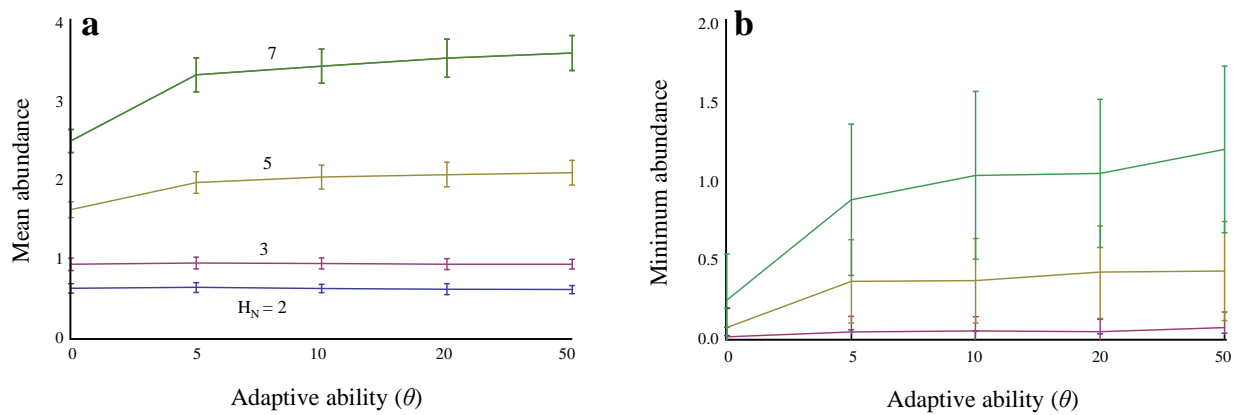 a
4
3
2
1
0
Mean abundance
7
5
3
H_N = 2
0 5 10 20 50
Adaptive ability (θ)
b
2.0
1.5
1.0
0.5
0.0
Minimum abundance
0 5 10 20 50
Adaptive ability (θ)